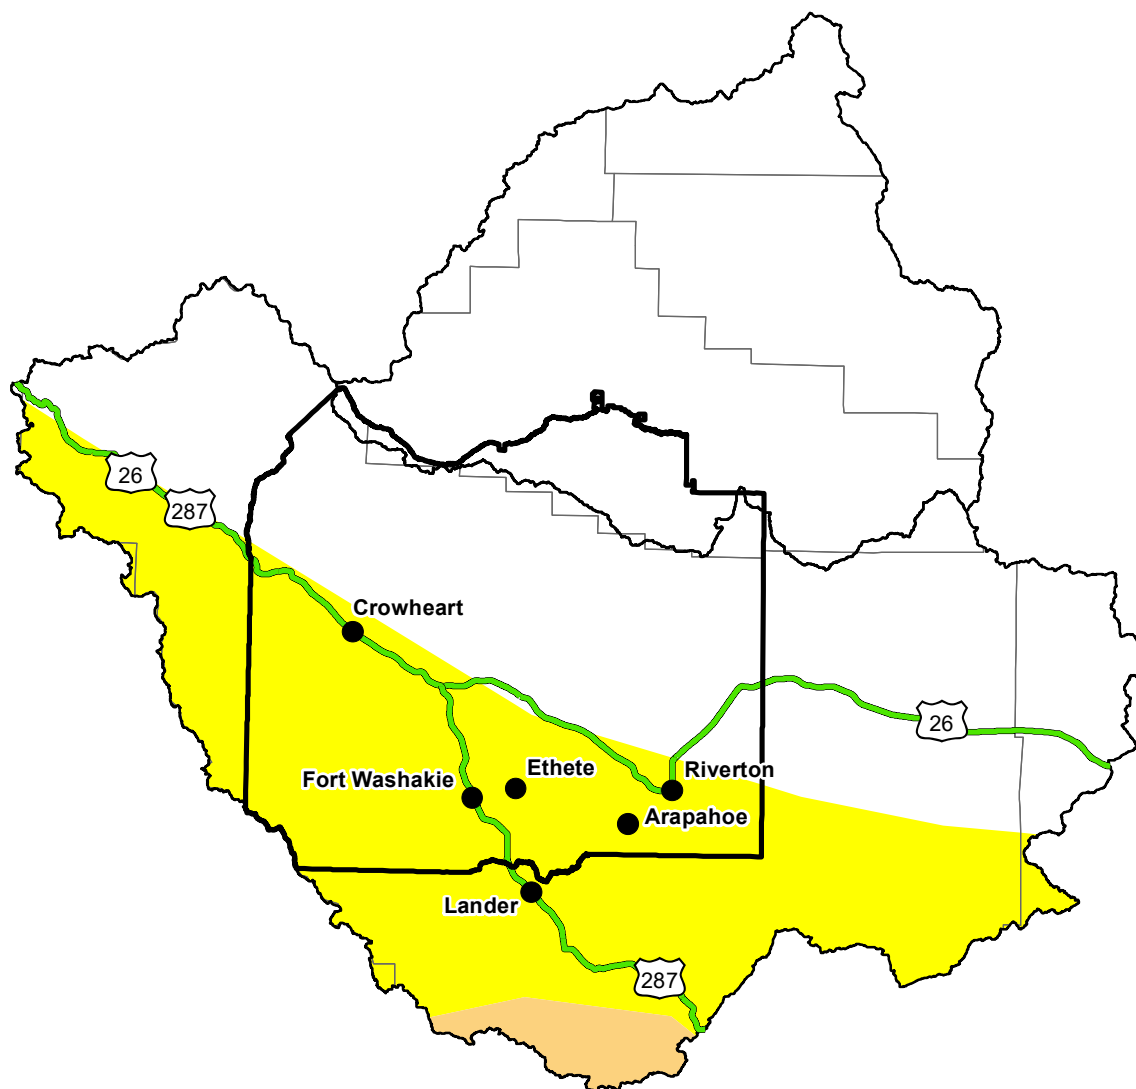 26
287
Crowheart
26
Ethete
Riverton
Fort Washakie
Arapahoe
Lander
287